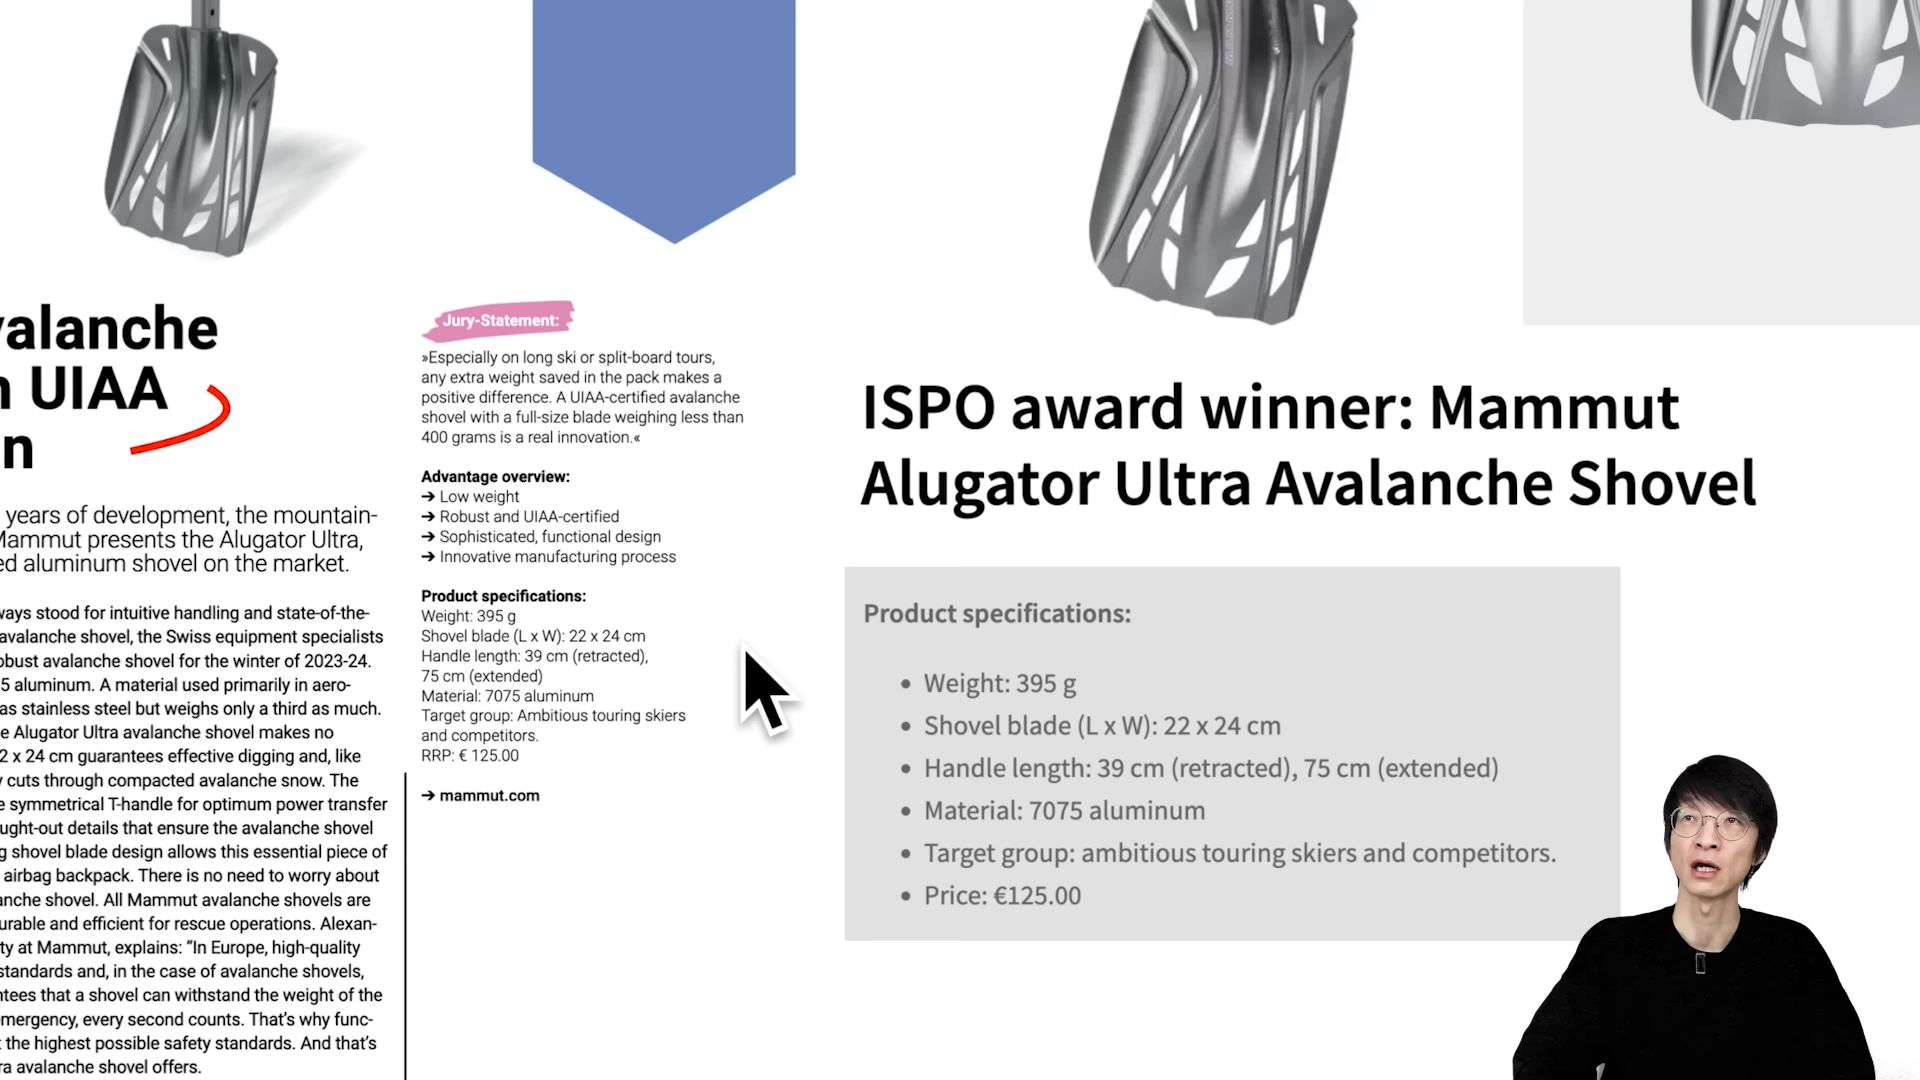 valanche
n UIAA
n
years of development, the mountain-
Mammut presents the Alugator Ultra,
ed aluminum shovel on the market.
ways stood for intuitive handling and state-of-the-
avalanche shovel, the Swiss equipment specialists
obust avalanche shovel for the winter of 2023-24.
5 aluminum. A material used primarily in aero-
as stainless steel but weighs only a third as much.
e Alugator Ultra avalanche shovel makes no
2 x 24 cm guarantees effective digging and, like
y cuts through compacted avalanche snow. The
e symmetrical T-handle for optimum power transfer
ught-out details that ensure the avalanche shovel
g shovel blade design allows this essential piece of
airbag backpack. There is no need to worry about
anche shovel. All Mammut avalanche shovels are
urable and efficient for rescue operations. Alexan-
ty at Mammut, explains: “In Europe, high-quality
standards and, in the case of avalanche shovels,
ntees that a shovel can withstand the weight of the
mergency, every second counts. That’s why func-
t the highest possible safety standards. And that’s
ra avalanche shovel offers.
Jury-Statement:
»Especially on long ski or split-board tours,
any extra weight saved in the pack makes a
positive difference. A UIAA-certified avalanche
shovel with a full-size blade weighing less than
400 grams is a real innovation.«
Advantage overview:
➔ Low weight
➔ Robust and UIAA-certified
➔ Sophisticated, functional design
➔ Innovative manufacturing process
Product specifications:
Weight: 395 g
Shovel blade (L x W): 22 x 24 cm
Handle length: 39 cm (retracted),
75 cm (extended)
Material: 7075 aluminum
Target group: Ambitious touring skiers
and competitors.
RRP: € 125.00
➔ mammut.com
ISPO award winner: Mammut
Alugator Ultra Avalanche Shovel
Product specifications:
• Weight: 395 g
• Shovel blade (L x W): 22 x 24 cm
• Handle length: 39 cm (retracted), 75 cm (extended)
• Material: 7075 aluminum
• Target group: ambitious touring skiers and competitors.
• Price: €125.00